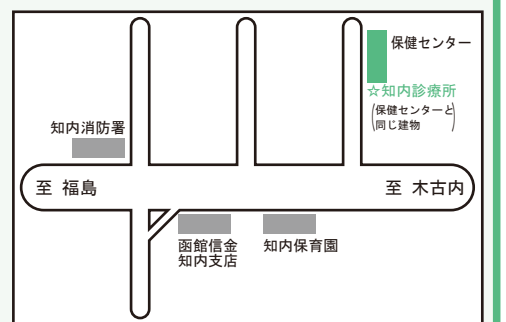 保健センター
☆知内診療所
(保健センターと
同じ建物)
知内消防署
至 福島
至 木古内
函館信金
知内支店
知内保育園